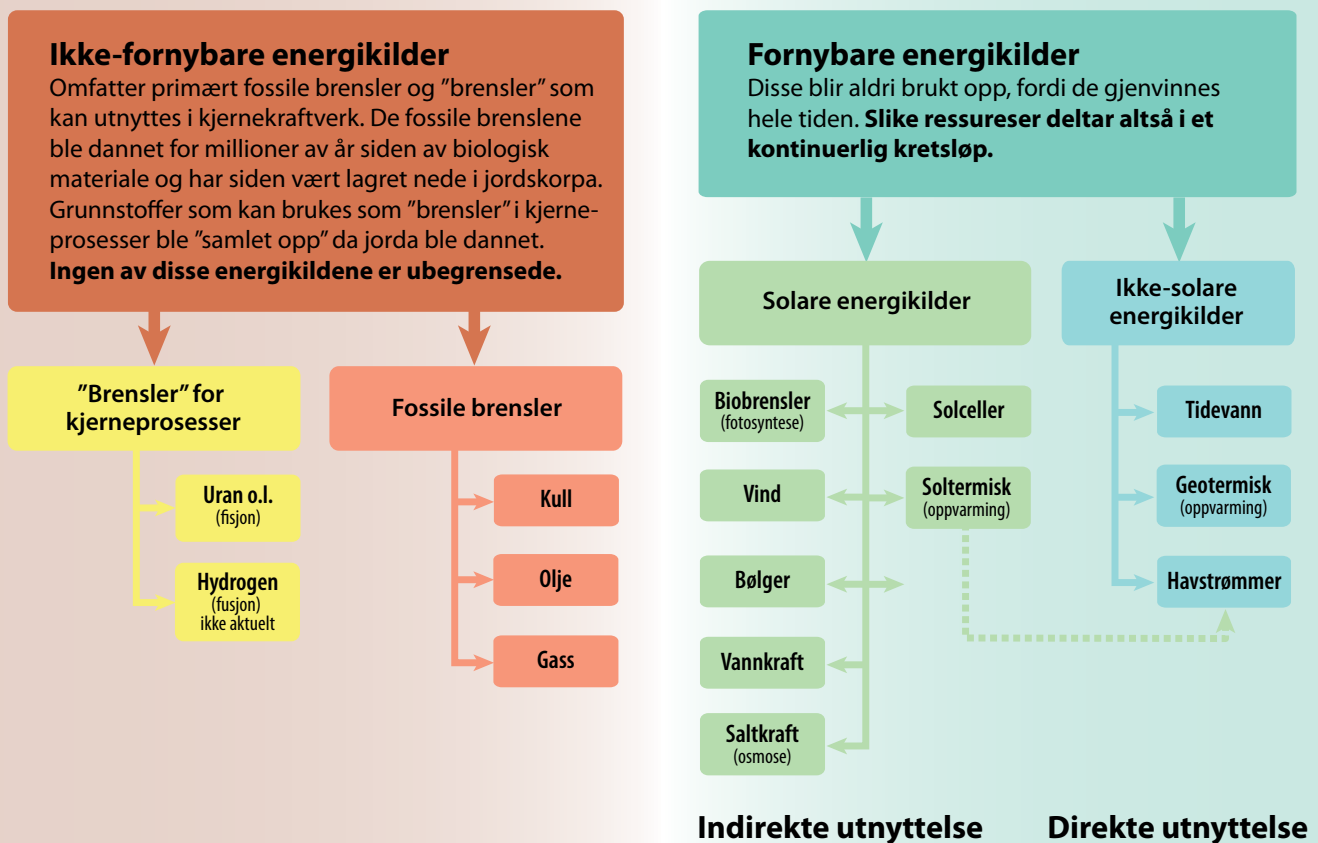 Ikke-fornybare energikilder
Omfatter primært fossile brensler og ”brensler” som
kan utnyttes i kjernekraftverk. De fossile brenslene
ble dannet for millioner av år siden av biologisk
materiale og har siden vært lagret nede i jordskorpa.
Grunnstoffer som kan brukes som ”brensler” i kjerne-
prosesser ble ”samlet opp” da jorda ble dannet.
Ingen av disse energikildene er ubegrensede.
”Brensler” for
kjerneprosesser
Uran o.l.
(fisjon)
Hydrogen
(fusjon)
ikke aktuelt
Fossile brensler
Kull
Olje
Gass
Fornybare energikilder
Disse blir aldri brukt opp, fordi de gjenvinnes
hele tiden. Slike ressureser deltar altså i et
kontinuerlig kretsløp.
Solare energikilder
Biobrensler
(fotosyntese)
Vind
Bølger
Vannkraft
Saltkraft
(osmose)
Solceller
Soltermisk
(oppvarming)
Ikke-solare
energikilder
Tidevann
Geotermisk
(oppvarming)
Havstrømmer
Indirekte utnyttelse
Direkte utnyttelse